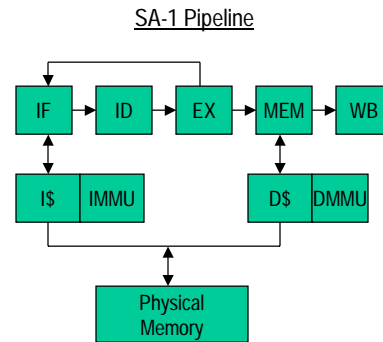 SA-1 Pipeline
IF ID EX MEM WB
I$ IMMU D$ DMMU
Physical
Memory